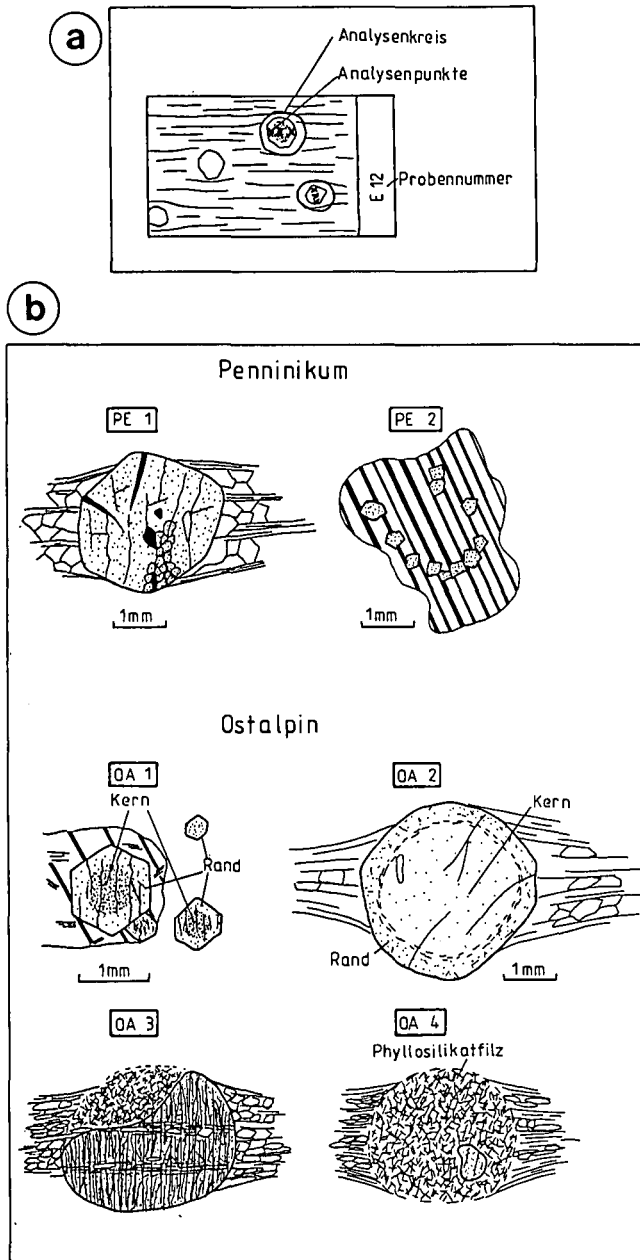 a
Analysenkreis
Analysenpunkte
E 12
Probennummer
b
Penninikum
PE 1
PE 2
1mm
1mm
Ostalpin
OA 1
OA 2
Kern
Kern
Rand
Rand
1mm
1mm
OA 3
OA 4
Phyllosilikatfilz